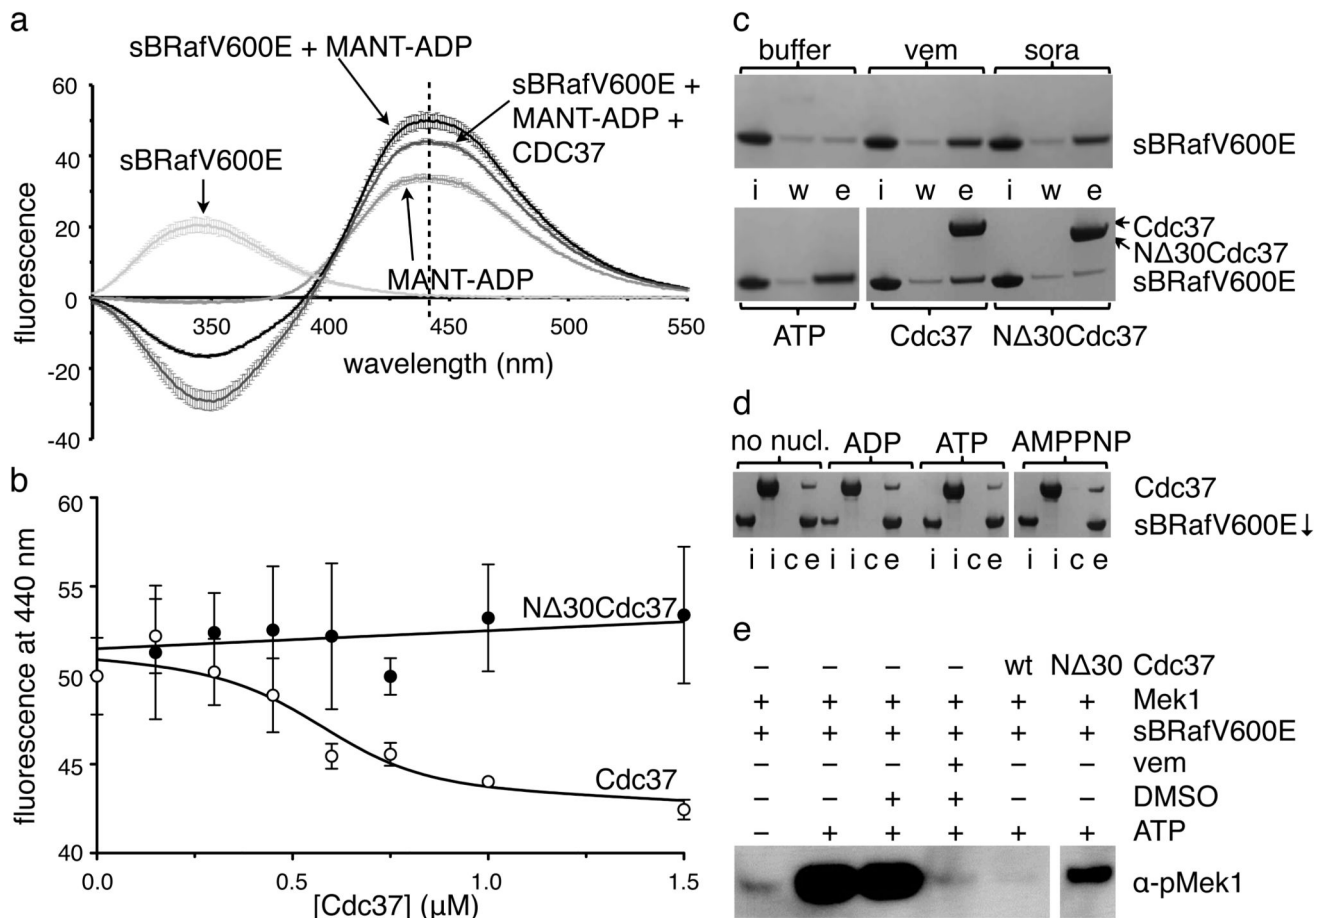 a
sBRafV600E + MANT-ADP
sBRafV600E +
MANT-ADP +
CDC37
sBRafV600E
MANT-ADP
60
40
20
0
-20
-40
350
400
450
500
550
fluorescence
wavelength (nm)
b
60
55
50
45
40
NΔ30Cdc37
Cdc37
fluorescence at 440 nm
0.0
0.5
1.0
1.5
[Cdc37] (μM)
c
buffer vem sora
sBRafV600E
i w e i w e i w e
Cdc37
NΔ30Cdc37
sBRafV600E
ATP Cdc37 NΔ30Cdc37
d
no nucl. ADP ATP AMPPNP
Cdc37
sBRafV600E↓
i i c e i i c e i i c e i i c e
e
– – – – wt NΔ30 Cdc37
+ + + + + + Mek1
+ + + + + + sBRafV600E
– – – + – – vem
– – + + – – DMSO
– + + + + + ATP
α-pMek1